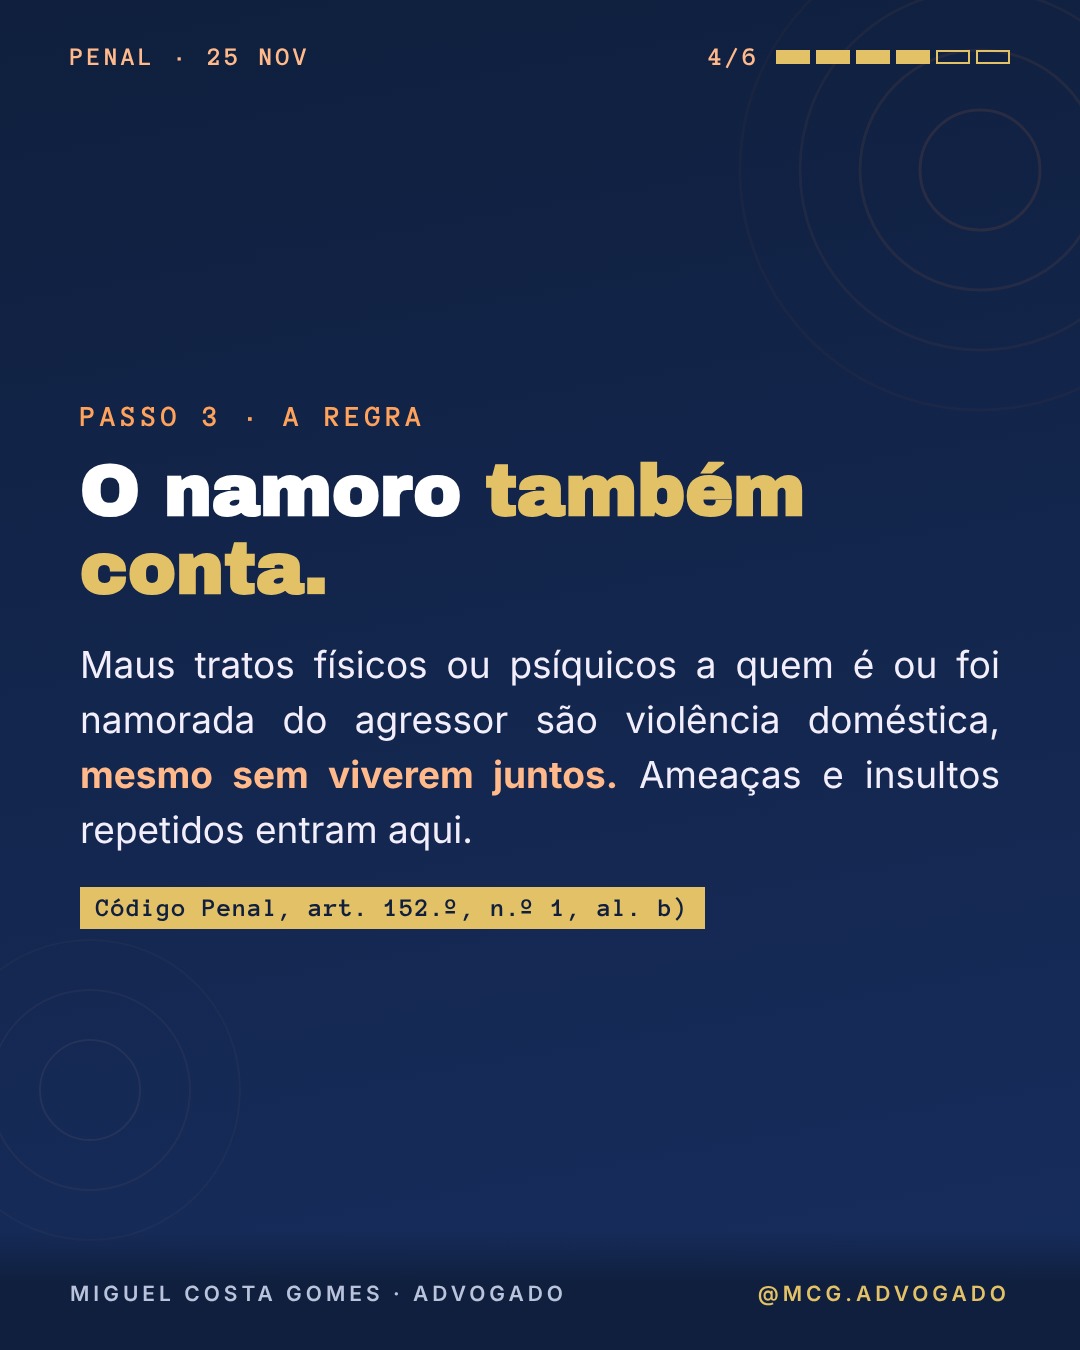 PENAL · 25 NOV
4/6
PASSO 3 · A REGRA
O namoro também
conta.
Maus tratos físicos ou psíquicos a quem é ou foi
namorada do agressor são violência doméstica,
mesmo sem viverem juntos. Ameaças e insultos
repetidos entram aqui.
Código Penal, art. 152.º, n.º 1, al. b)
MIGUEL COSTA GOMES · ADVOGADO
@MCG.ADVOGADO